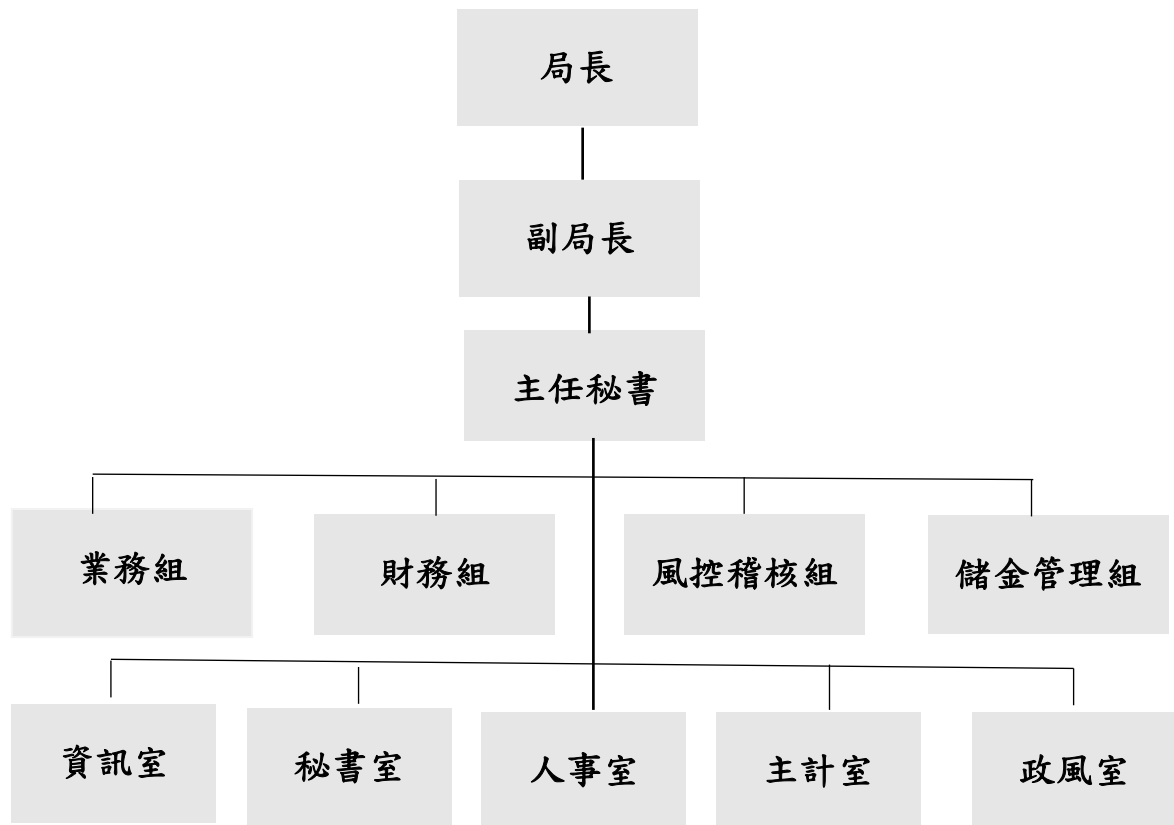 局長
副局長
主任秘書
業務組
財務組
風控稽核組
儲金管理組
資訊室
秘書室
人事室
主計室
政風室